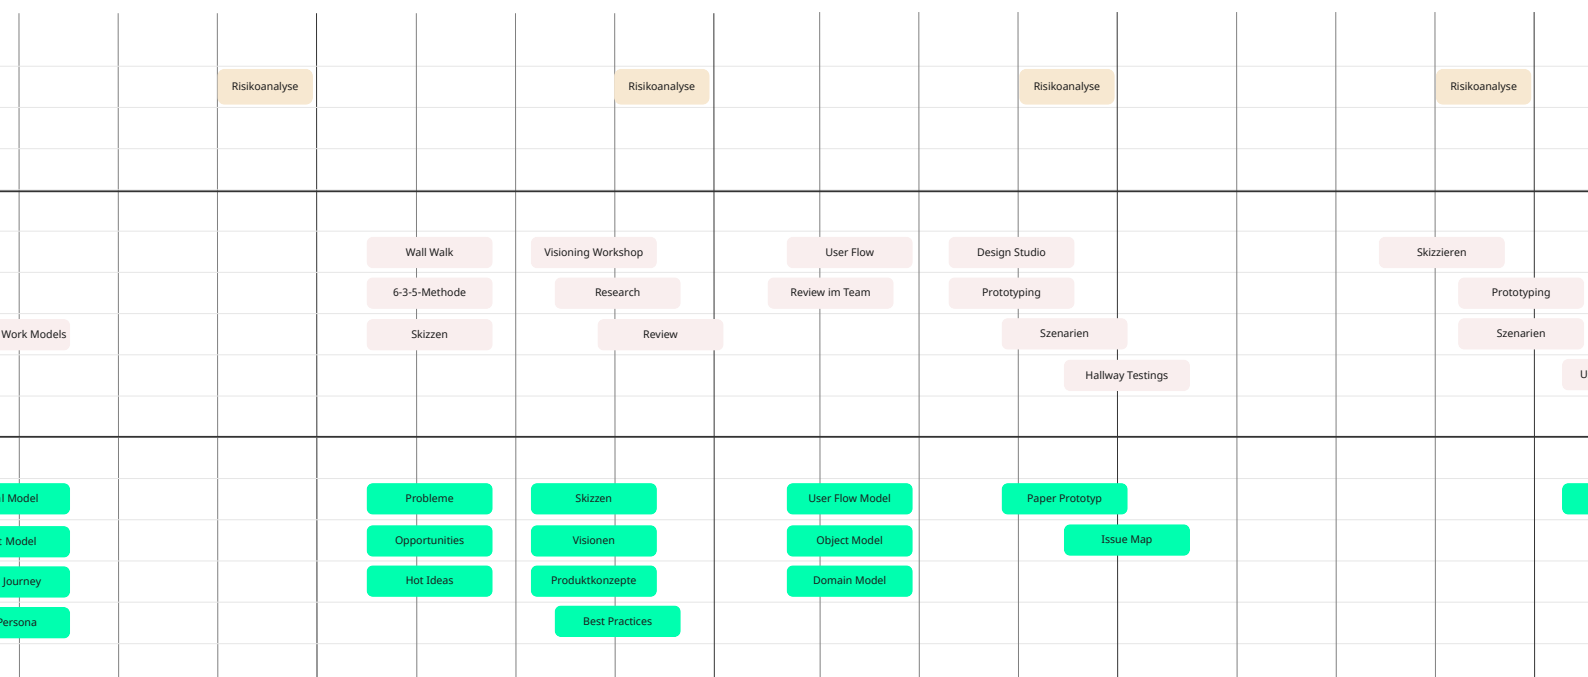 Risikoanalyse
Risikoanalyse
Risikoanalyse
Risikoanalyse
Wall Walk
Visioning Workshop
User Flow
Design Studio
Skizzieren
6-3-5-Methode
Research
Review im Team
Prototyping
Prototyping
Work Models
Skizzen
Review
Szenarien
Szenarien
Hallway Testings
U
l Model
Probleme
Skizzen
User Flow Model
Paper Prototyp
Model
Opportunities
Visionen
Object Model
Issue Map
Journey
Hot Ideas
Produktkonzepte
Domain Model
Persona
Best Practices